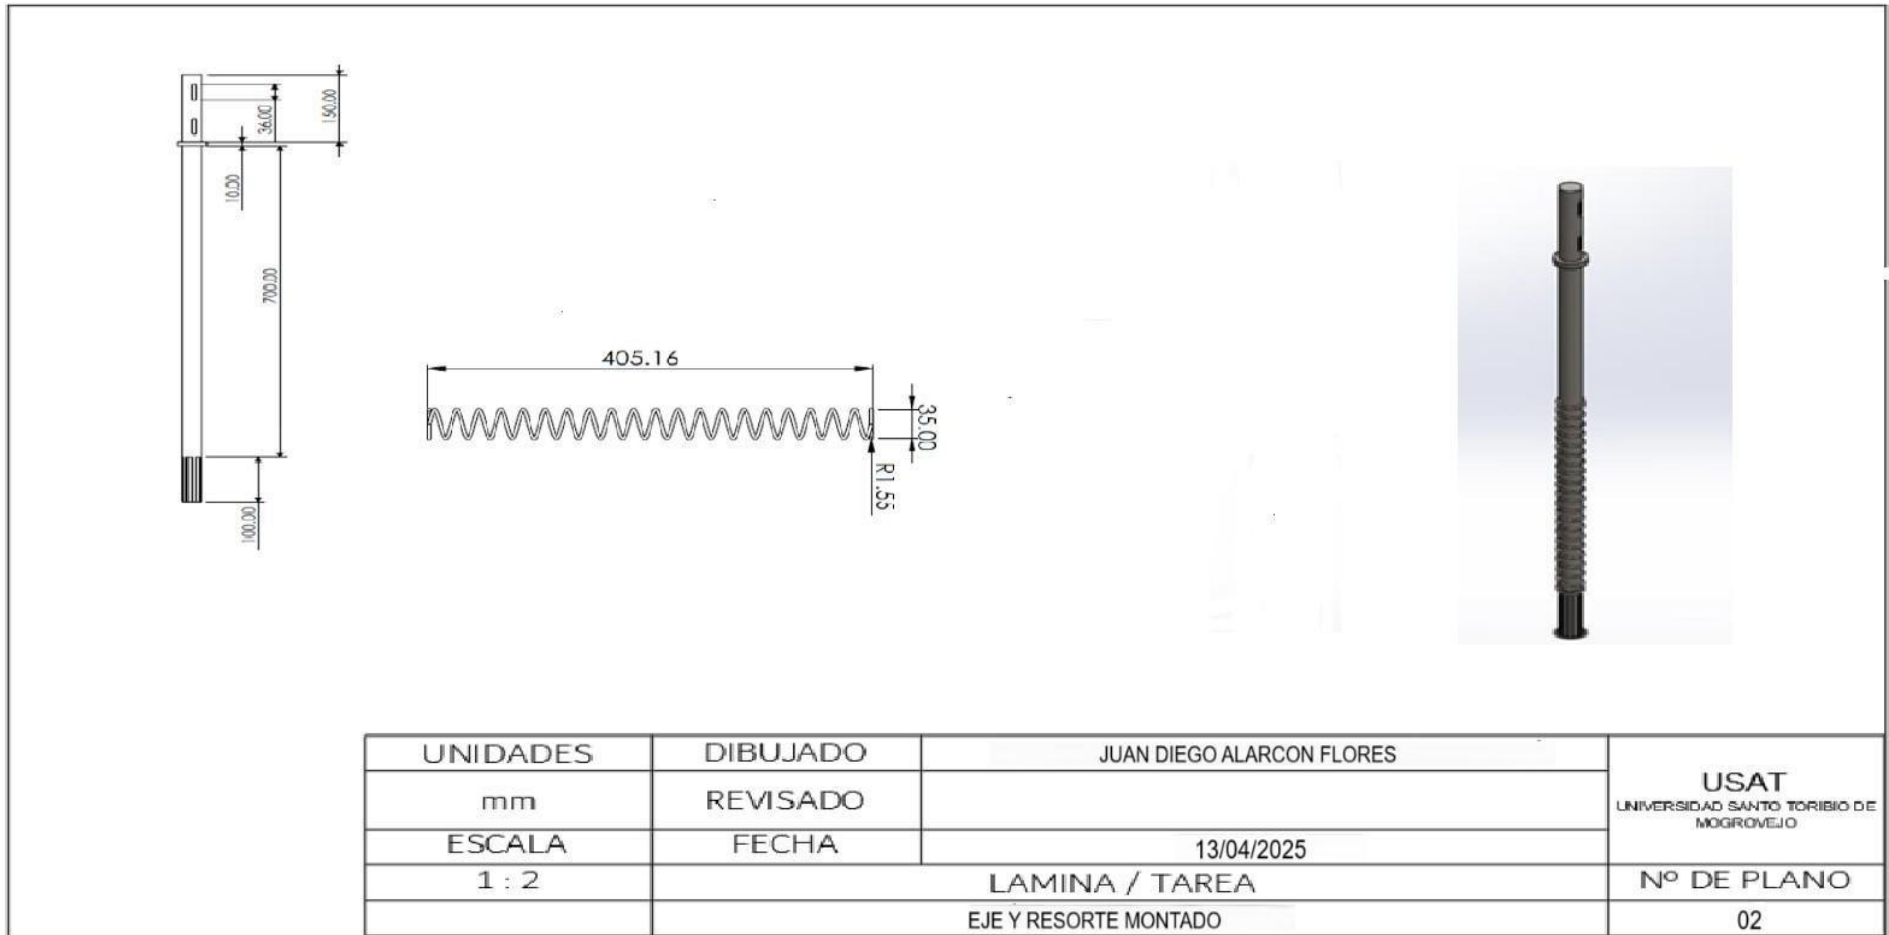 150.00
36.00
10.00
700.00
100.00
405.16
35.00
R1.55
UNIDADES
DIBUJADO
JUAN DIEGO ALARCON FLORES
mm
REVISADO
USAT
UNIVERSIDAD SANTO TORIBIO DE
MOGROVEJO
ESCALA
FECHA
13/04/2025
1 : 2
LAMINA / TAREA
Nº DE PLANO
EJE Y RESORTE MONTADO
02